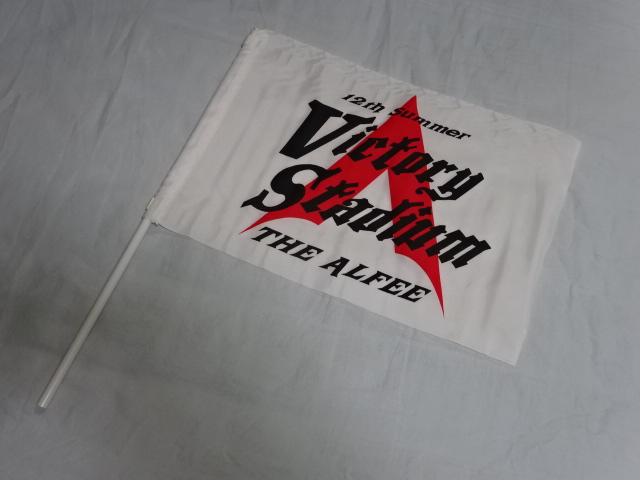 12th Summer
Victory
Stadium
THE ALFEE